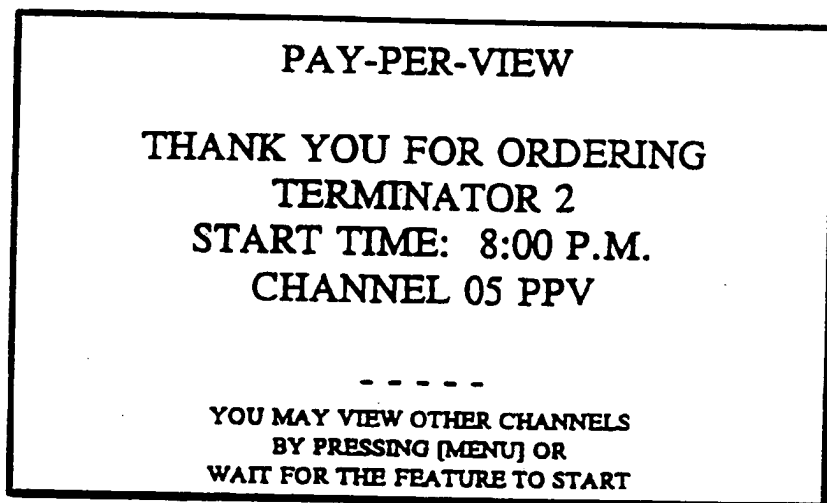 PAY-PER-VIEW
THANK YOU FOR ORDERING
TERMINATOR 2
START TIME: 8:00 P.M.
CHANNEL 05 PPV
- - - - -
YOU MAY VIEW OTHER CHANNELS
BY PRESSING [MENU] OR
WAIT FOR THE FEATURE TO START